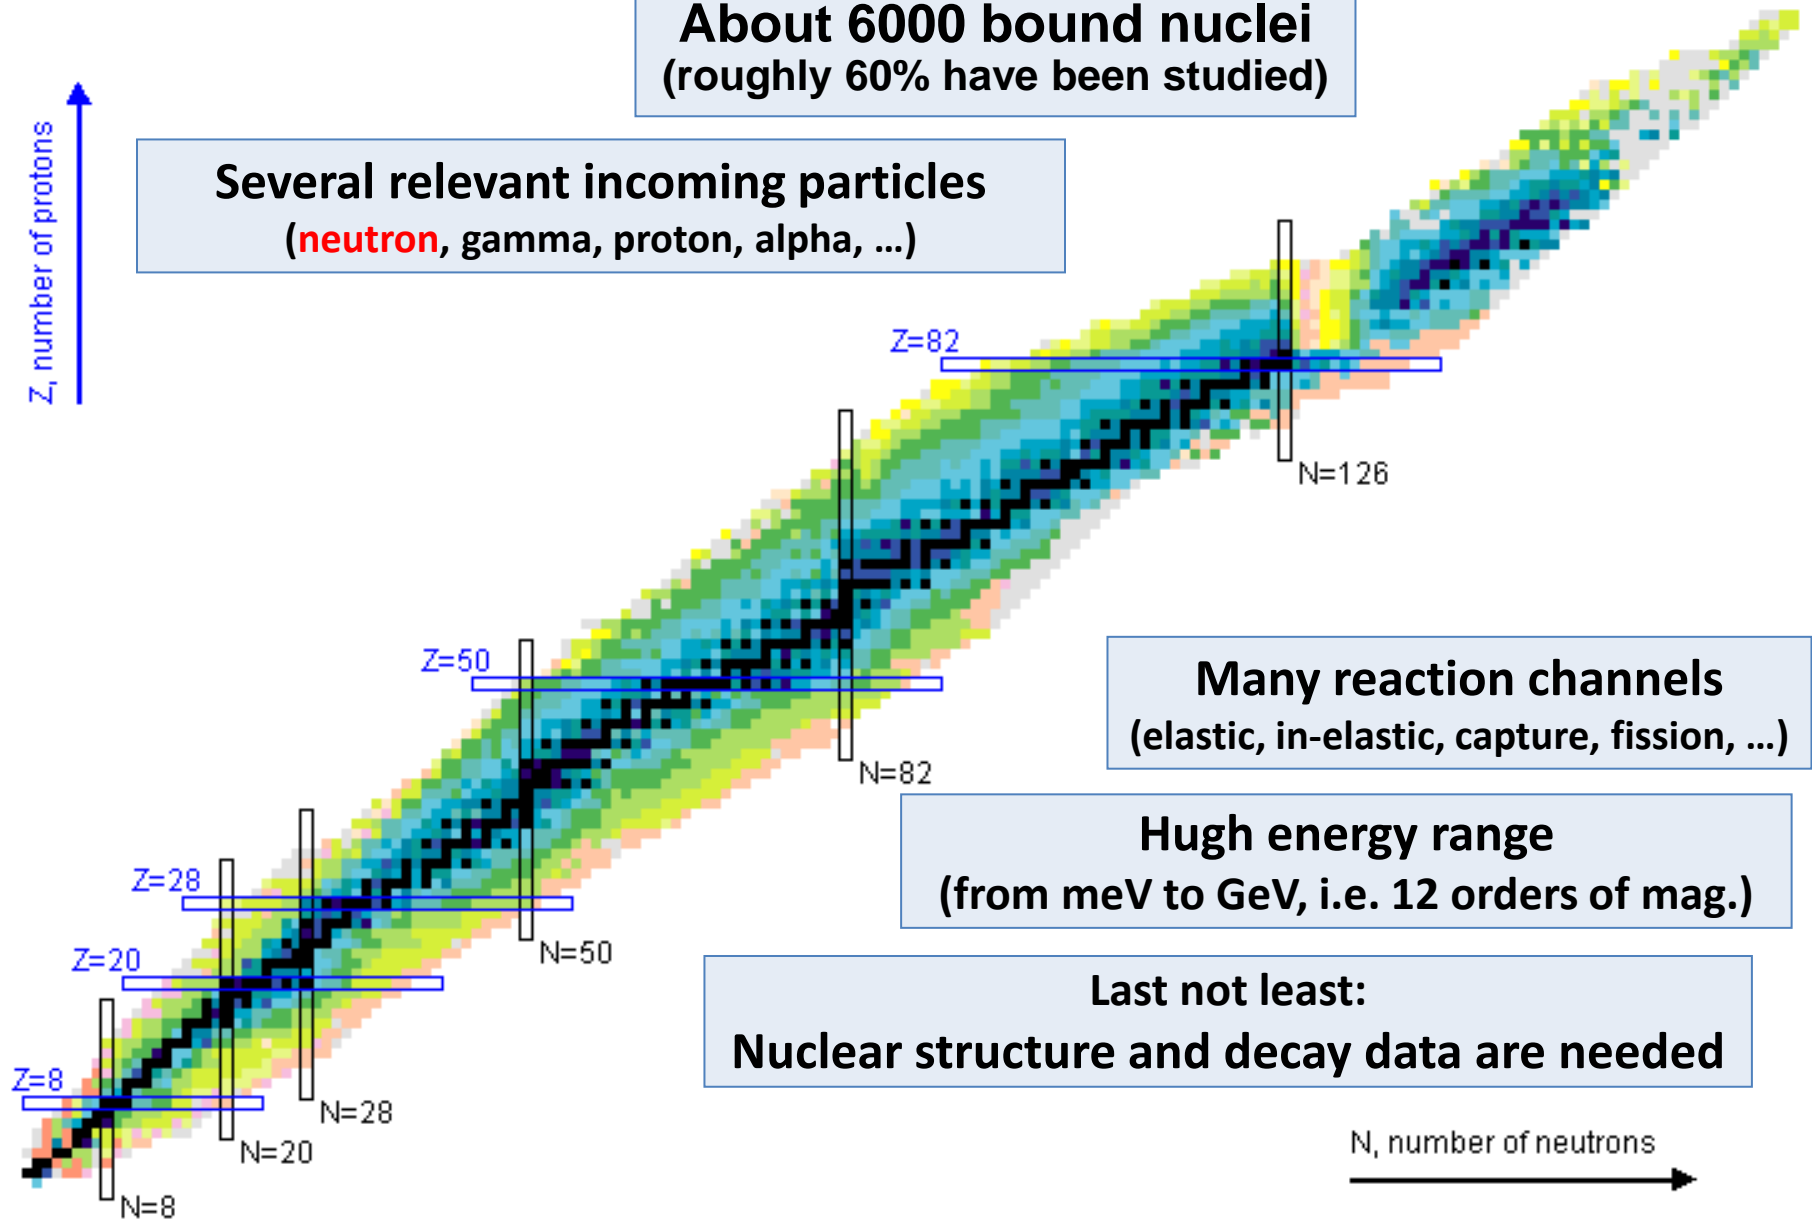 About 6000 bound nuclei
(roughly 60% have been studied)
Z, number of protons
Several relevant incoming particles
(neutron, gamma, proton, alpha, ...)
Z=82
N=126
Z=50
N=82
Many reaction channels
(elastic, in-elastic, capture, fission, ...)
Hugh energy range
(from meV to GeV, i.e. 12 orders of mag.)
Z=28
N=50
Z=20
Last not least:
Nuclear structure and decay data are needed
Z=8
N=28
N=20
N=8
N, number of neutrons